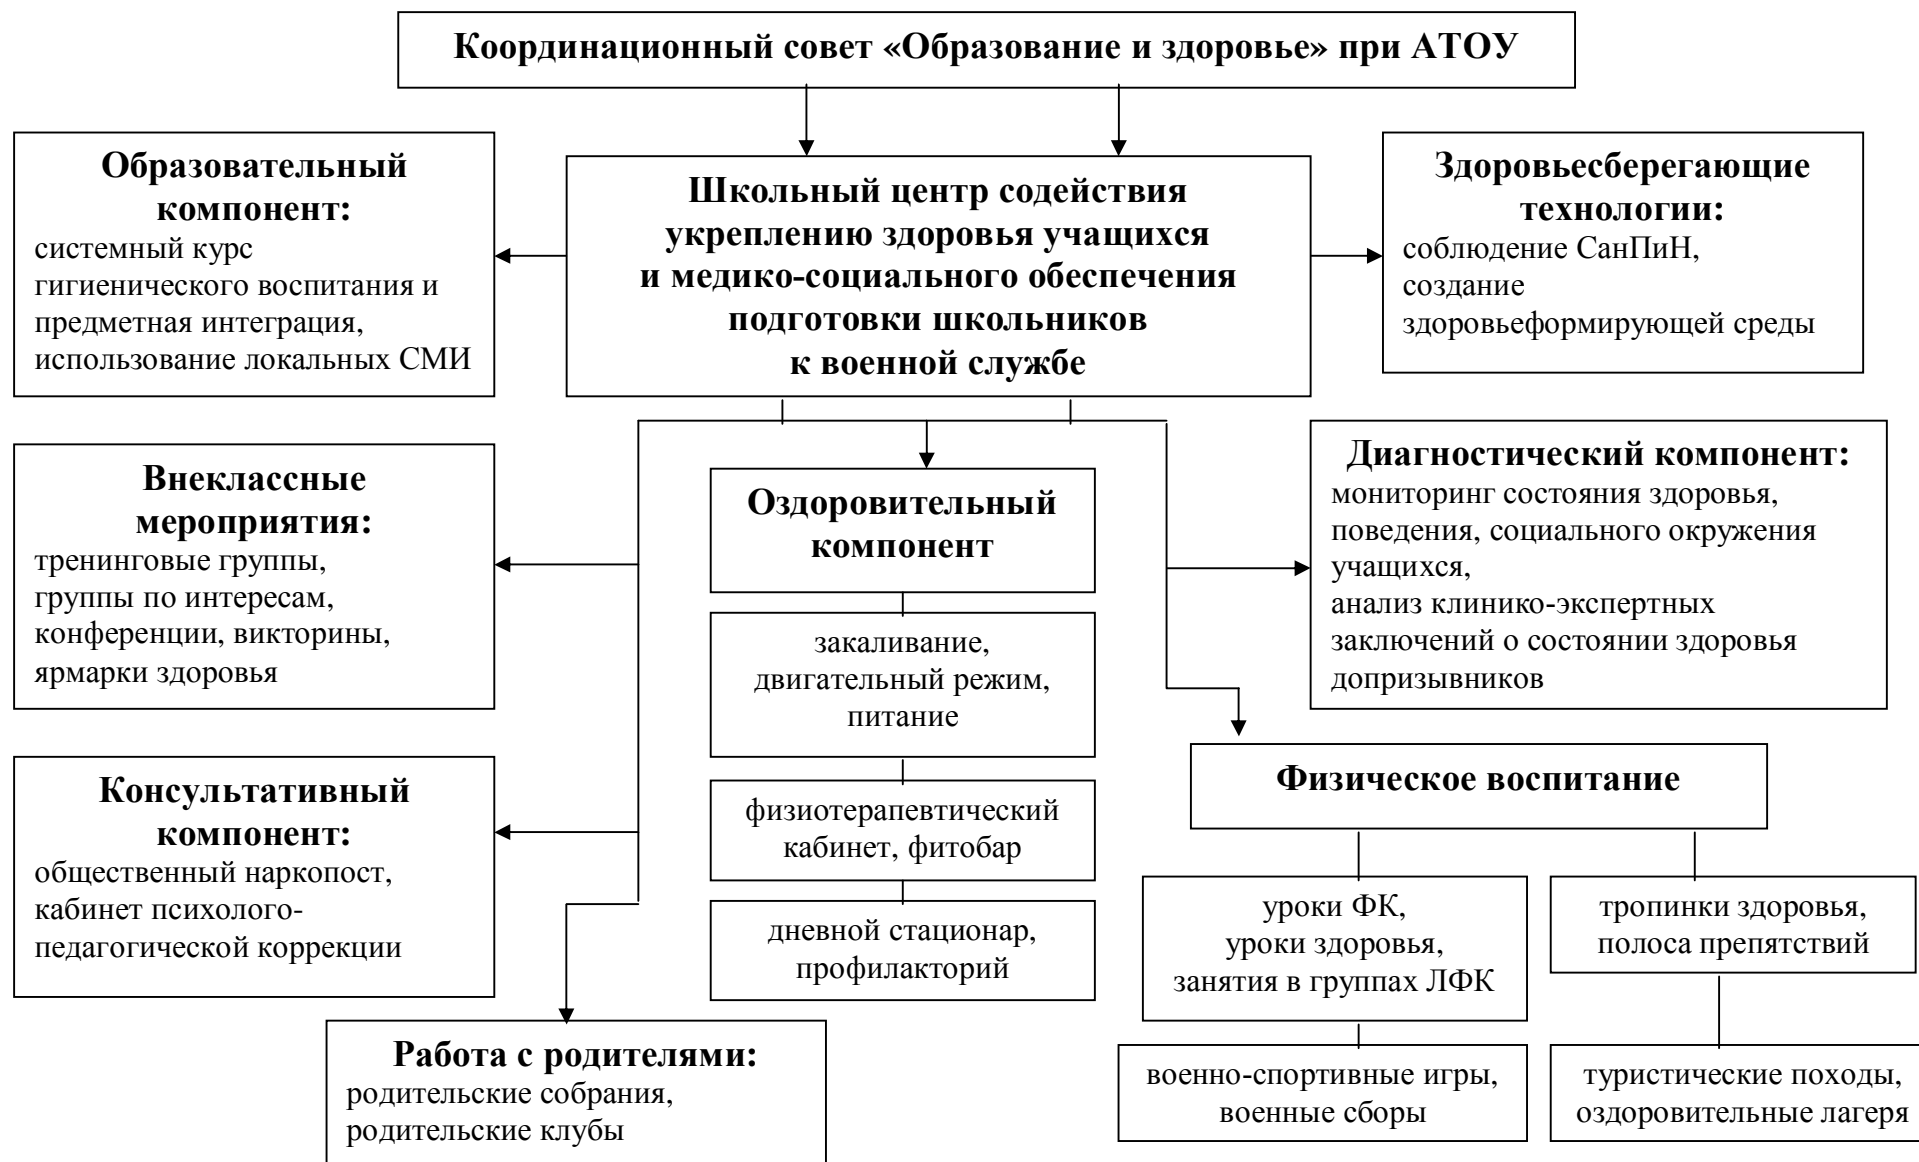 Координационный совет «Образование и здоровье» при АТОУ
Образовательный
компонент:
системный курс
гигиенического воспитания и
предметная интеграция,
использование локальных СМИ
Школьный центр содействия
укреплению здоровья учащихся
и медико-социального обеспечения
подготовки школьников
к военной службе
Здоровьесберегающие
технологии:
соблюдение СанПиН,
создание
здоровьеформирующей среды
Внеклассные
мероприятия:
тренинговые группы,
группы по интересам,
конференции, викторины,
ярмарки здоровья
Оздоровительный
компонент
закаливание,
двигательный режим,
питание
физиотерапевтический
кабинет, фитобар
дневной стационар,
профилакторий
Диагностический компонент:
мониторинг состояния здоровья,
поведения, социального окружения
учащихся,
анализ клинико-экспертных
заключений о состоянии здоровья
допризывников
Консультативный
компонент:
общественный наркопост,
кабинет психолого-
педагогической коррекции
Физическое воспитание
уроки ФК,
уроки здоровья,
занятия в группах ЛФК
тропинки здоровья,
полоса препятствий
военно-спортивные игры,
военные сборы
туристические походы,
оздоровительные лагеря
Работа с родителями:
родительские собрания,
родительские клубы